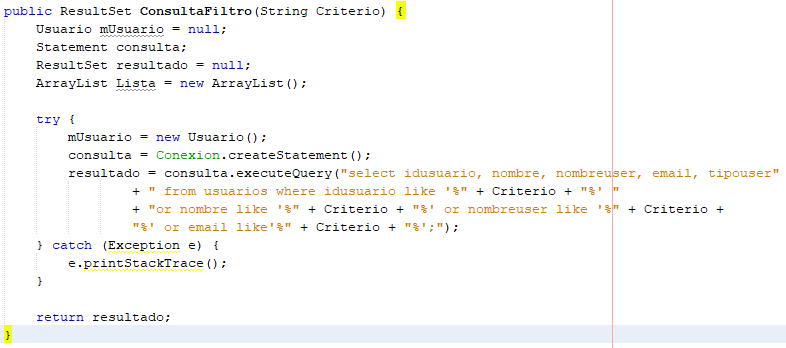 public ResultSet ConsultaFiltro(String Criterio) {
    Usuario mUsuario = null;
    Statement consulta;
    ResultSet resultado = null;
    ArrayList Lista = new ArrayList();

    try {
        mUsuario = new Usuario();
        consulta = Conexion.createStatement();
        resultado = consulta.executeQuery("select idusuario, nombre, nombreuser, email, tipouser"
                + " from usuarios where idusuario like '%" + Criterio + "%' "
                + "or nombre like '%" + Criterio + "%' or nombreuser like '%" + Criterio +
                "%' or email like'%" + Criterio + "%';");
    } catch (Exception e) {
        e.printStackTrace();
    }

    return resultado;
}